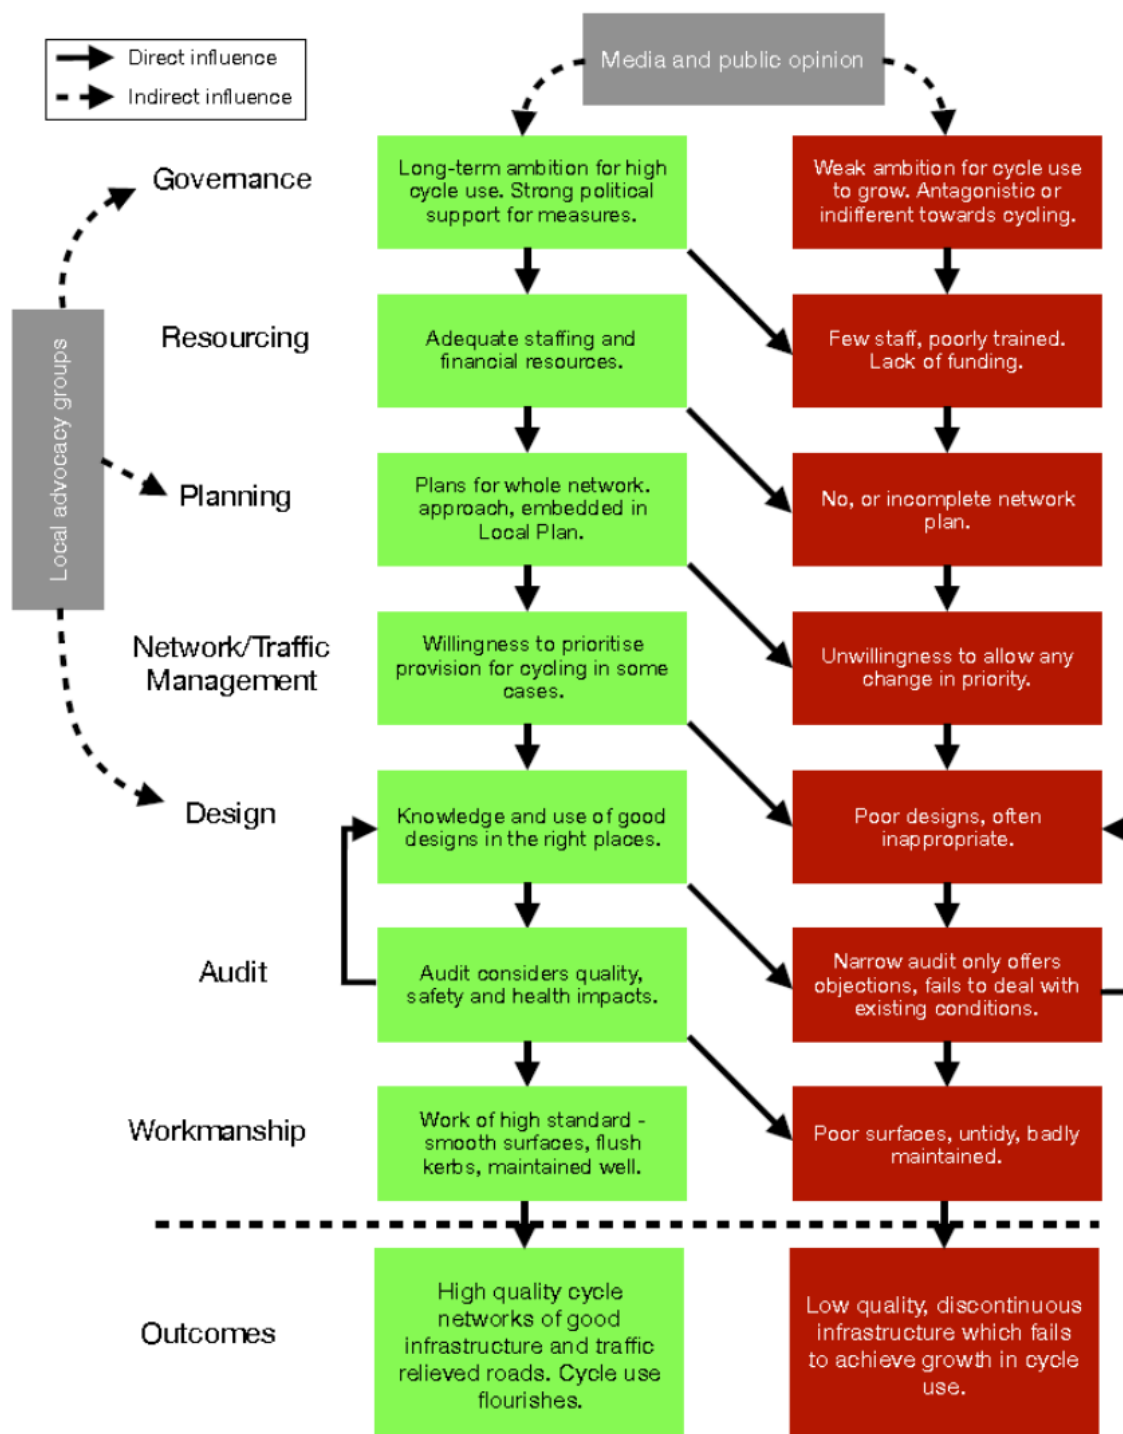 Direct influence
Indirect influence
Media and public opinion
Local advocacy groups
Governance
Long-term ambition for high
cycle use. Strong political
support for measures.
Weak ambition for cycle use
to grow. Antagonistic or
indifferent towards cycling.
Resourcing
Adequate staffing and
financial resources.
Few staff, poorly trained.
Lack of funding.
Planning
Plans for whole network.
approach, embedded in
Local Plan.
No, or incomplete network
plan.
Network/Traffic
Management
Willingness to prioritise
provision for cycling in some
cases.
Unwillingness to allow any
change in priority.
Design
Knowledge and use of good
designs in the right places.
Poor designs, often
inappropriate.
Audit
Audit considers quality,
safety and health impacts.
Narrow audit only offers
objections, fails to deal with
existing conditions.
Workmanship
Work of high standard -
smooth surfaces, flush
kerbs, maintained well.
Poor surfaces, untidy, badly
maintained.
Outcomes
High quality cycle
networks of good
infrastructure and traffic
relieved roads. Cycle use
flourishes.
Low quality, discontinuous
infrastructure which fails
to achieve growth in cycle
use.